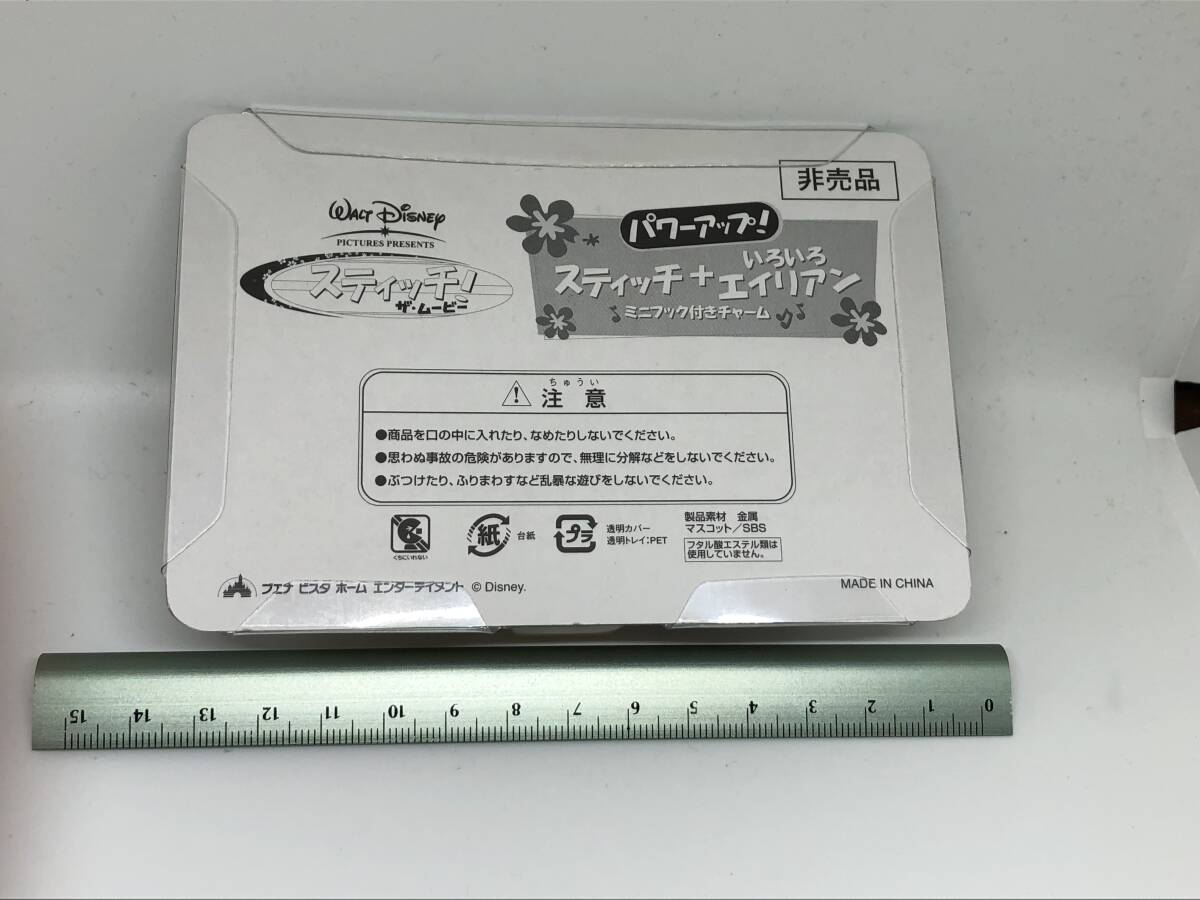 非売品
WALT DISNEY
PICTURES PRESENTS
スティッチ!
ザ・ムービー
パワーアップ!
いろいろ
スティッチ+エイリアン
ミニフック付きチャーム
ちゅうい
注意
●商品を口の中に入れたり、なめたりしないでください。
●思わぬ事故の危険がありますので、無理に分解などをしないでください。
●ぶつけたり、ふりまわすなど乱暴な遊びをしないでください。
くちにいれない
紙
台紙
プラ
透明カバー
透明トレイ:PET
製品素材 金属
マスコット/SBS
フタル酸エステル類は
使用していません。
ブエナ ビスタ ホーム エンターテイメント © Disney.
MADE IN CHINA
15 14 13 12 11 10 9 8 7 6 5 4 3 2 1 0